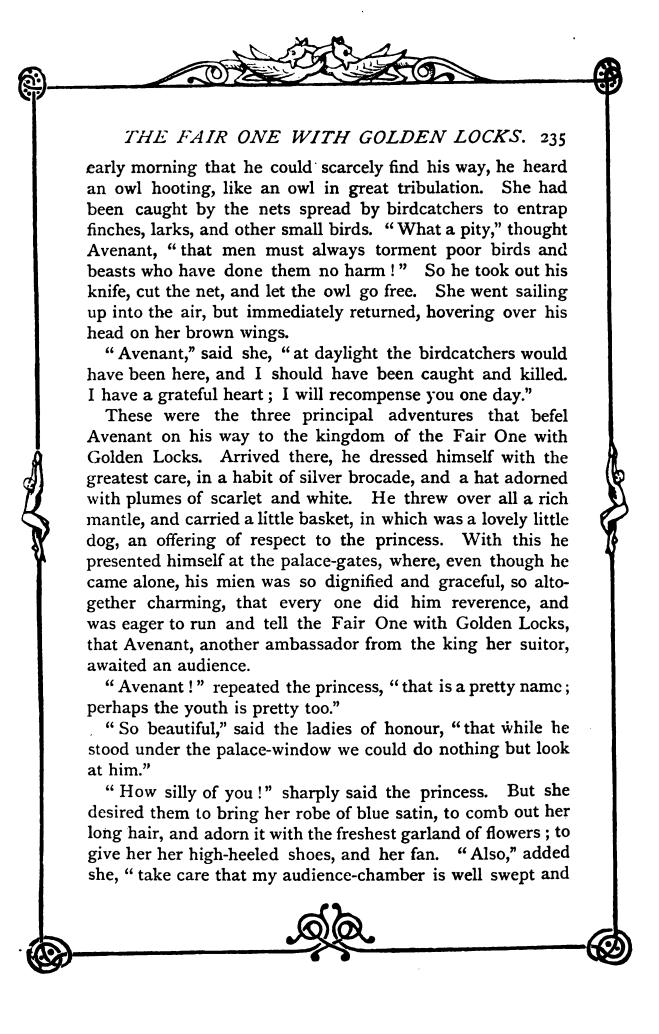 THE FAIR ONE WITH GOLDEN LOCKS. 235
early morning that he could scarcely find his way, he heard
an owl hooting, like an owl in great tribulation. She had
been caught by the nets spread by birdcatchers to entrap
finches, larks, and other small birds. “What a pity,” thought
Avenant, “that men must always torment poor birds and
beasts who have done them no harm!” So he took out his
knife, cut the net, and let the owl go free. She went sailing
up into the air, but immediately returned, hovering over his
head on her brown wings.
“Avenant,” said she, “at daylight the birdcatchers would
have been here, and I should have been caught and killed.
I have a grateful heart; I will recompense you one day.”
These were the three principal adventures that befel
Avenant on his way to the kingdom of the Fair One with
Golden Locks. Arrived there, he dressed himself with the
greatest care, in a habit of silver brocade, and a hat adorned
with plumes of scarlet and white. He threw over all a rich
mantle, and carried a little basket, in which was a lovely little
dog, an offering of respect to the princess. With this he
presented himself at the palace-gates, where, even though he
came alone, his mien was so dignified and graceful, so alto-
gether charming, that every one did him reverence, and
was eager to run and tell the Fair One with Golden Locks,
that Avenant, another ambassador from the king her suitor,
awaited an audience.
“Avenant!” repeated the princess, “that is a pretty name;
perhaps the youth is pretty too.”
“So beautiful,” said the ladies of honour, “that while he
stood under the palace-window we could do nothing but look
at him.”
“How silly of you!” sharply said the princess. But she
desired them to bring her robe of blue satin, to comb out her
long hair, and adorn it with the freshest garland of flowers; to
give her her high-heeled shoes, and her fan. “Also,” added
she, “take care that my audience-chamber is well swept and